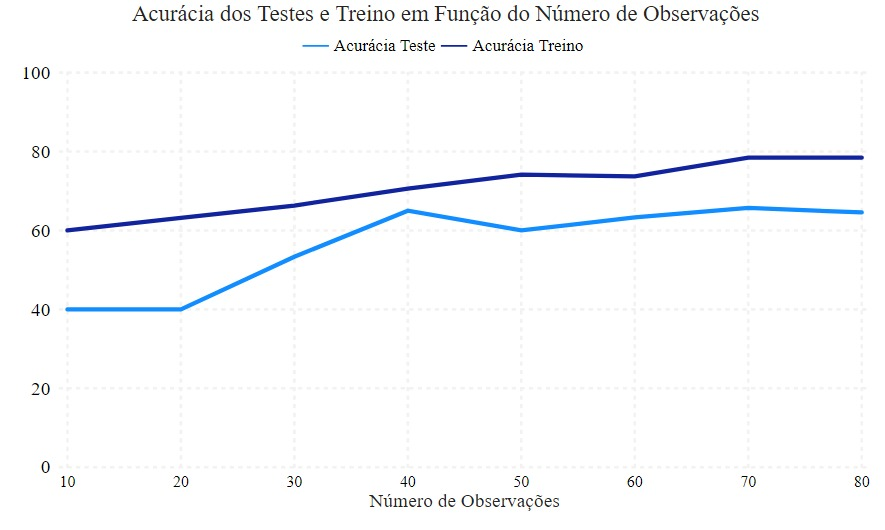 Acurácia dos Testes e Treino em Função do Número de Observações
Acurácia Teste Acurácia Treino
100
80
60
40
20
0
10 20 30 40 50 60 70 80
Número de Observações